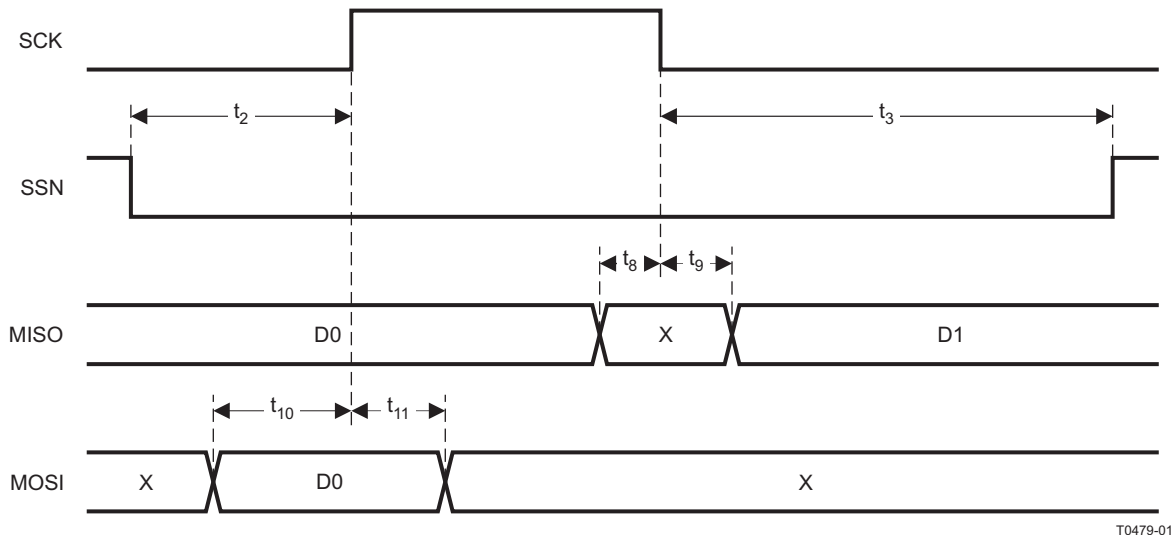 SCK
t2
t3
SSN
t8
t9
MISO
D0
X
D1
t10
t11
MOSI
X
D0
X
T0479-01